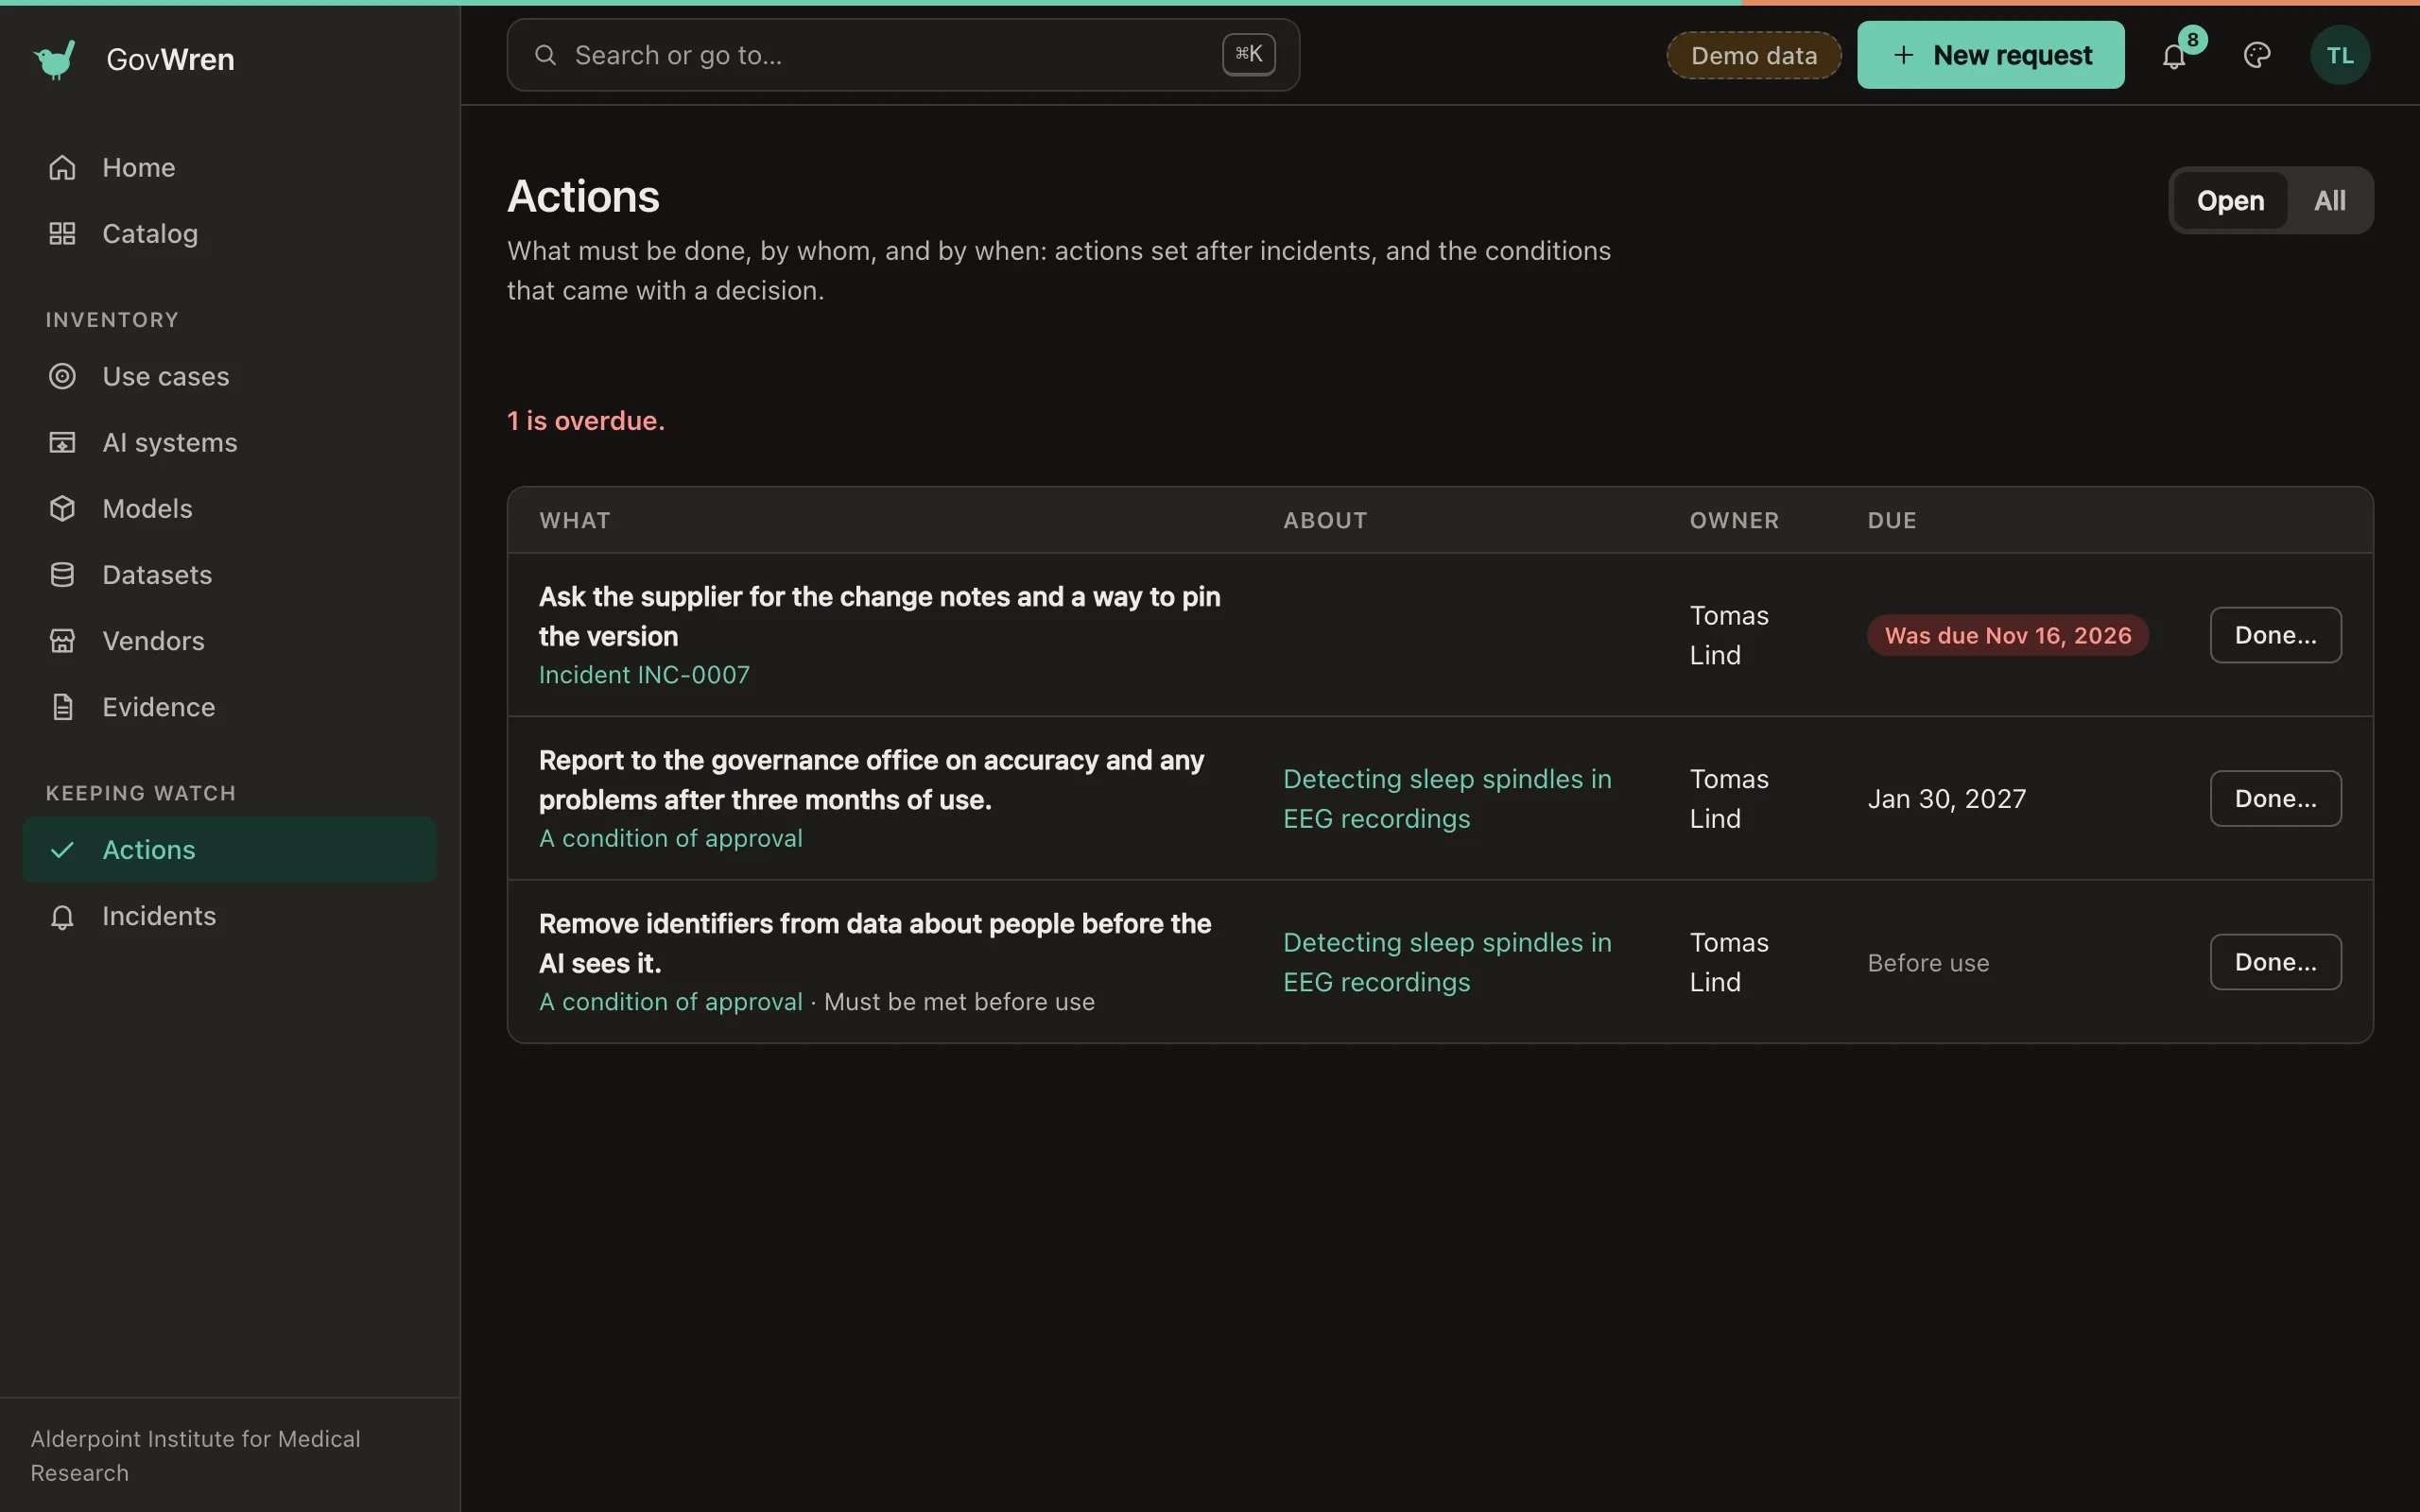 GovWren
Search or go to...
⌘K
Demo data
+ New request
8
TL
Home
Catalog
INVENTORY
Use cases
AI systems
Models
Datasets
Vendors
Evidence
KEEPING WATCH
Actions
Incidents
Alderpoint Institute for Medical
Research
Actions
Open
All
What must be done, by whom, and by when: actions set after incidents, and the conditions
that came with a decision.
1 is overdue.
WHAT
ABOUT
OWNER
DUE
Ask the supplier for the change notes and a way to pin
the version
Incident INC-0007
Tomas
Lind
Was due Nov 16, 2026
Done...
Report to the governance office on accuracy and any
problems after three months of use.
A condition of approval
Detecting sleep spindles in
EEG recordings
Tomas
Lind
Jan 30, 2027
Done...
Remove identifiers from data about people before the
AI sees it.
A condition of approval · Must be met before use
Detecting sleep spindles in
EEG recordings
Tomas
Lind
Before use
Done...